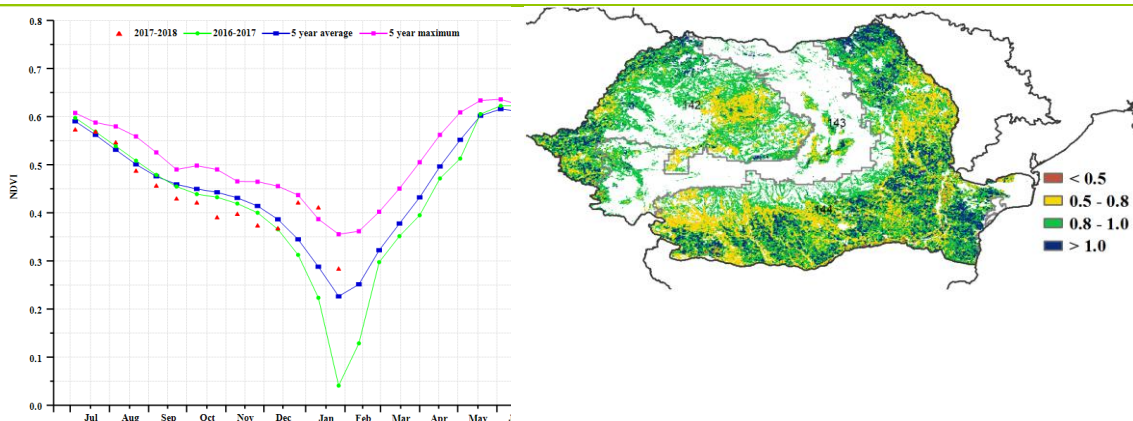 0.8
2017-2018 2016-2017 5 year average 5 year maximum
0.7
0.6
0.5
0.4
0.3
0.2
0.1
0.0
NDVI
Jul Aug Sep Oct Nov Dec Jan Feb Mar Apr May
142
143
< 0.5
0.5 - 0.8
0.8 - 1.0
> 1.0